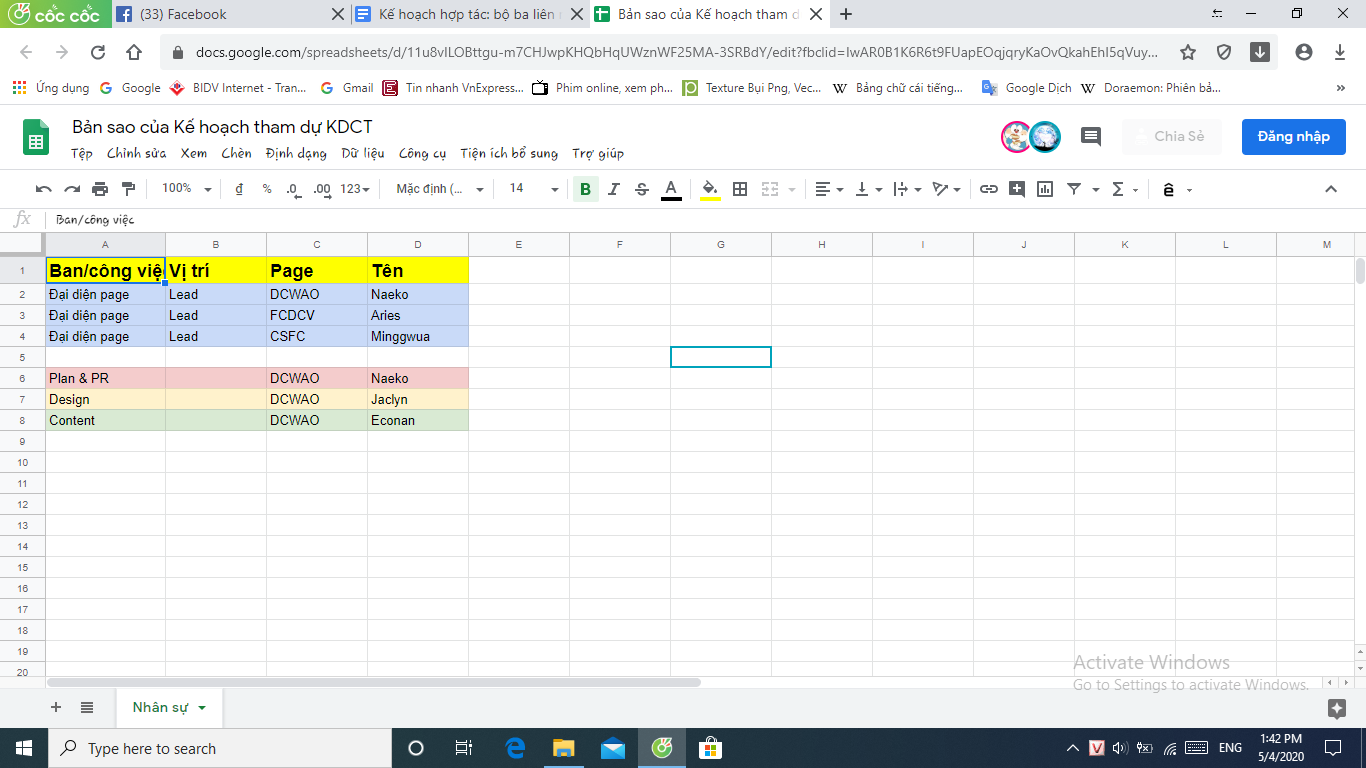 cốc cốc
(33) Facebook
Kế hoạch hợp tác: bộ ba liên
Bản sao của Kế hoạch tham d
docs.google.com/spreadsheets/d/11u8vILOBttgu-m7CHJwpKHQbHqUWznWF25MA-3SRBdY/edit?fbclid=IwAR0B1K6R6t9FUapEOqjqryKaOvQkahEhI5qVuy...
Ứng dụng
Google
BIDV Internet - Tran...
Gmail
Tin nhanh VnExpress...
Phim online, xem ph...
Texture Bụi Png, Vec...
Bảng chữ cái tiếng...
Google Dịch
Doraemon: Phiên bả...
Bản sao của Kế hoạch tham dự KDCT
Tệp Chỉnh sửa Xem Chèn Định dạng Dữ liệu Công cụ Tiện ích bổ sung Trợ giúp
Chia Sẻ
Đăng nhập
100% đ % .0 .00 123 Mặc định (... 14 B I S A Σ ê
fx Ban/công việc
A B C D E F G H I J K L M
1 Ban/công việ Vị trí Page Tên
2 Đại diện page Lead DCWAO Naeko
3 Đại diện page Lead FCDCV Aries
4 Đại diện page Lead CSFC Minggwua
5
6 Plan & PR DCWAO Naeko
7 Design DCWAO Jaclyn
8 Content DCWAO Econan
9
10
11
12
13
14
15
16
17
18
19
20
Activate Windows
Go to Settings to activate Windows.
Nhân sự
Type here to search
ENG
1:42 PM
5/4/2020